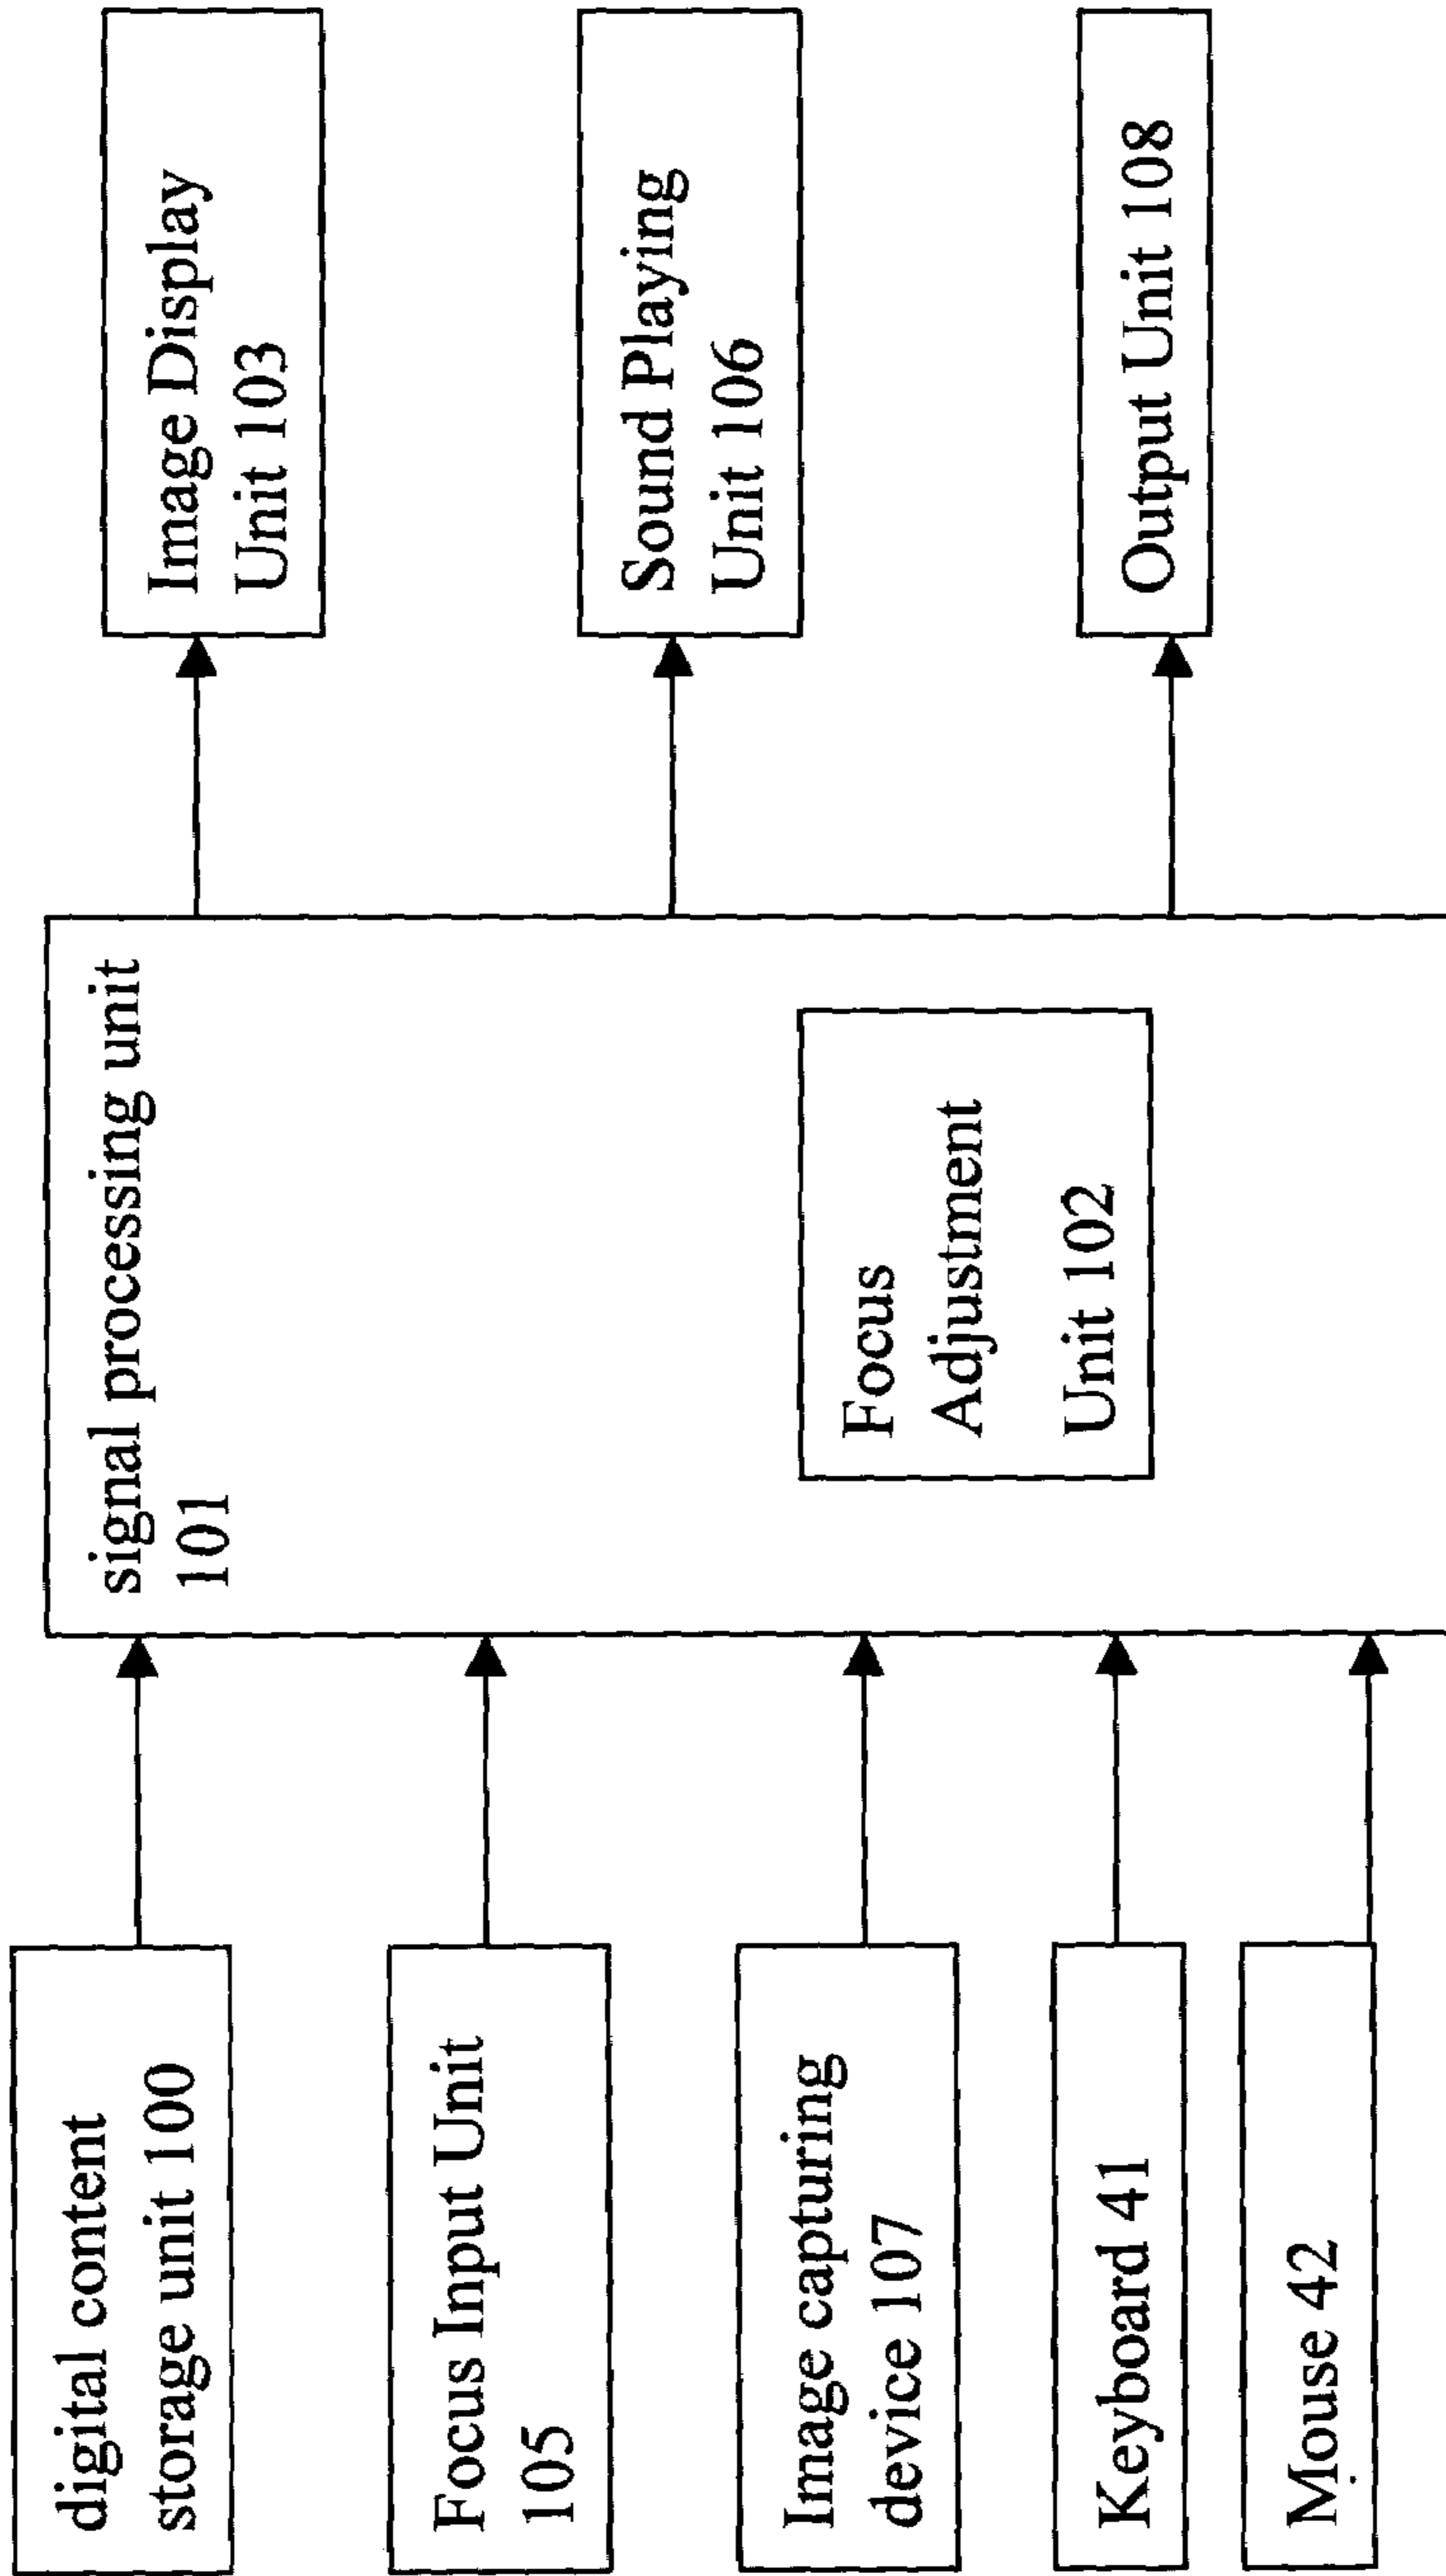 digital content
storage unit 100
Focus Input Unit
105
Image capturing
device 107
Keyboard 41
Mouse 42
signal processing unit
101
Focus
Adjustment
Unit 102
Image Display
Unit 103
Sound Playing
Unit 106
Output Unit 108